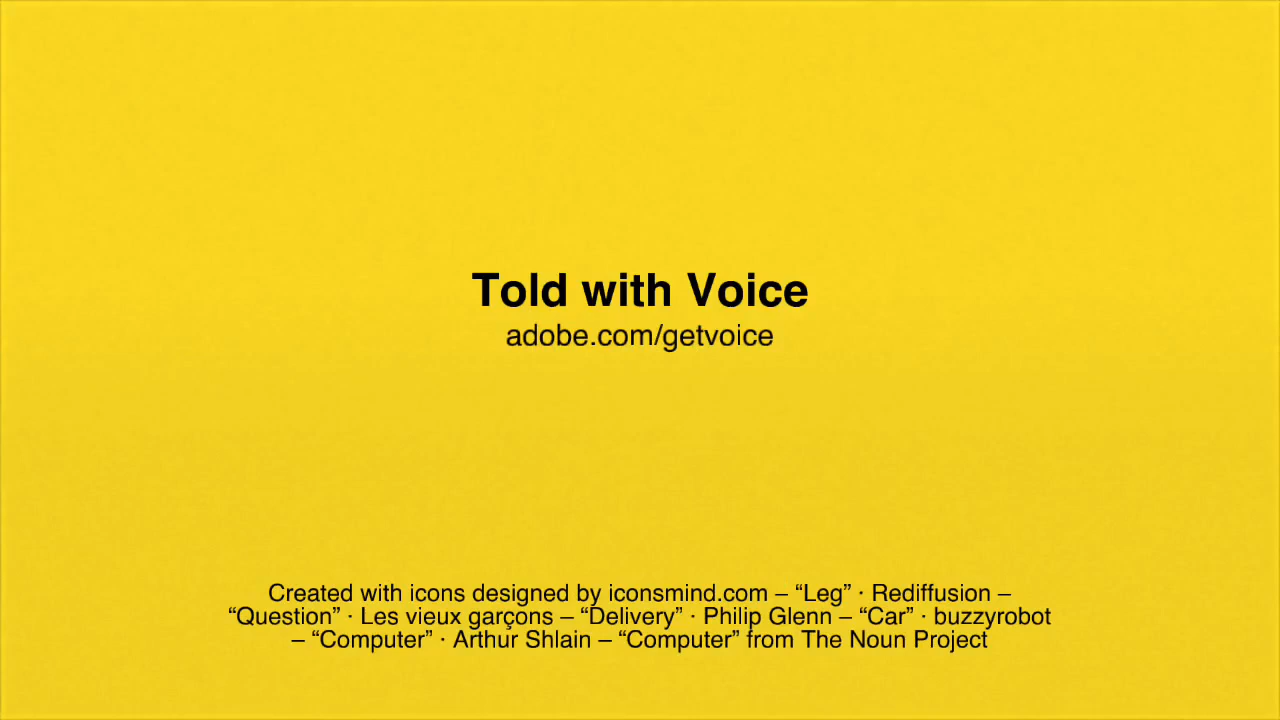 Told with Voice
adobe.com/getvoice
Created with icons designed by iconsmind.com – “Leg” · Rediffusion –
“Question” · Les vieux garçons – “Delivery” · Philip Glenn – “Car” · buzzyrobot
– “Computer” · Arthur Shlain – “Computer” from The Noun Project